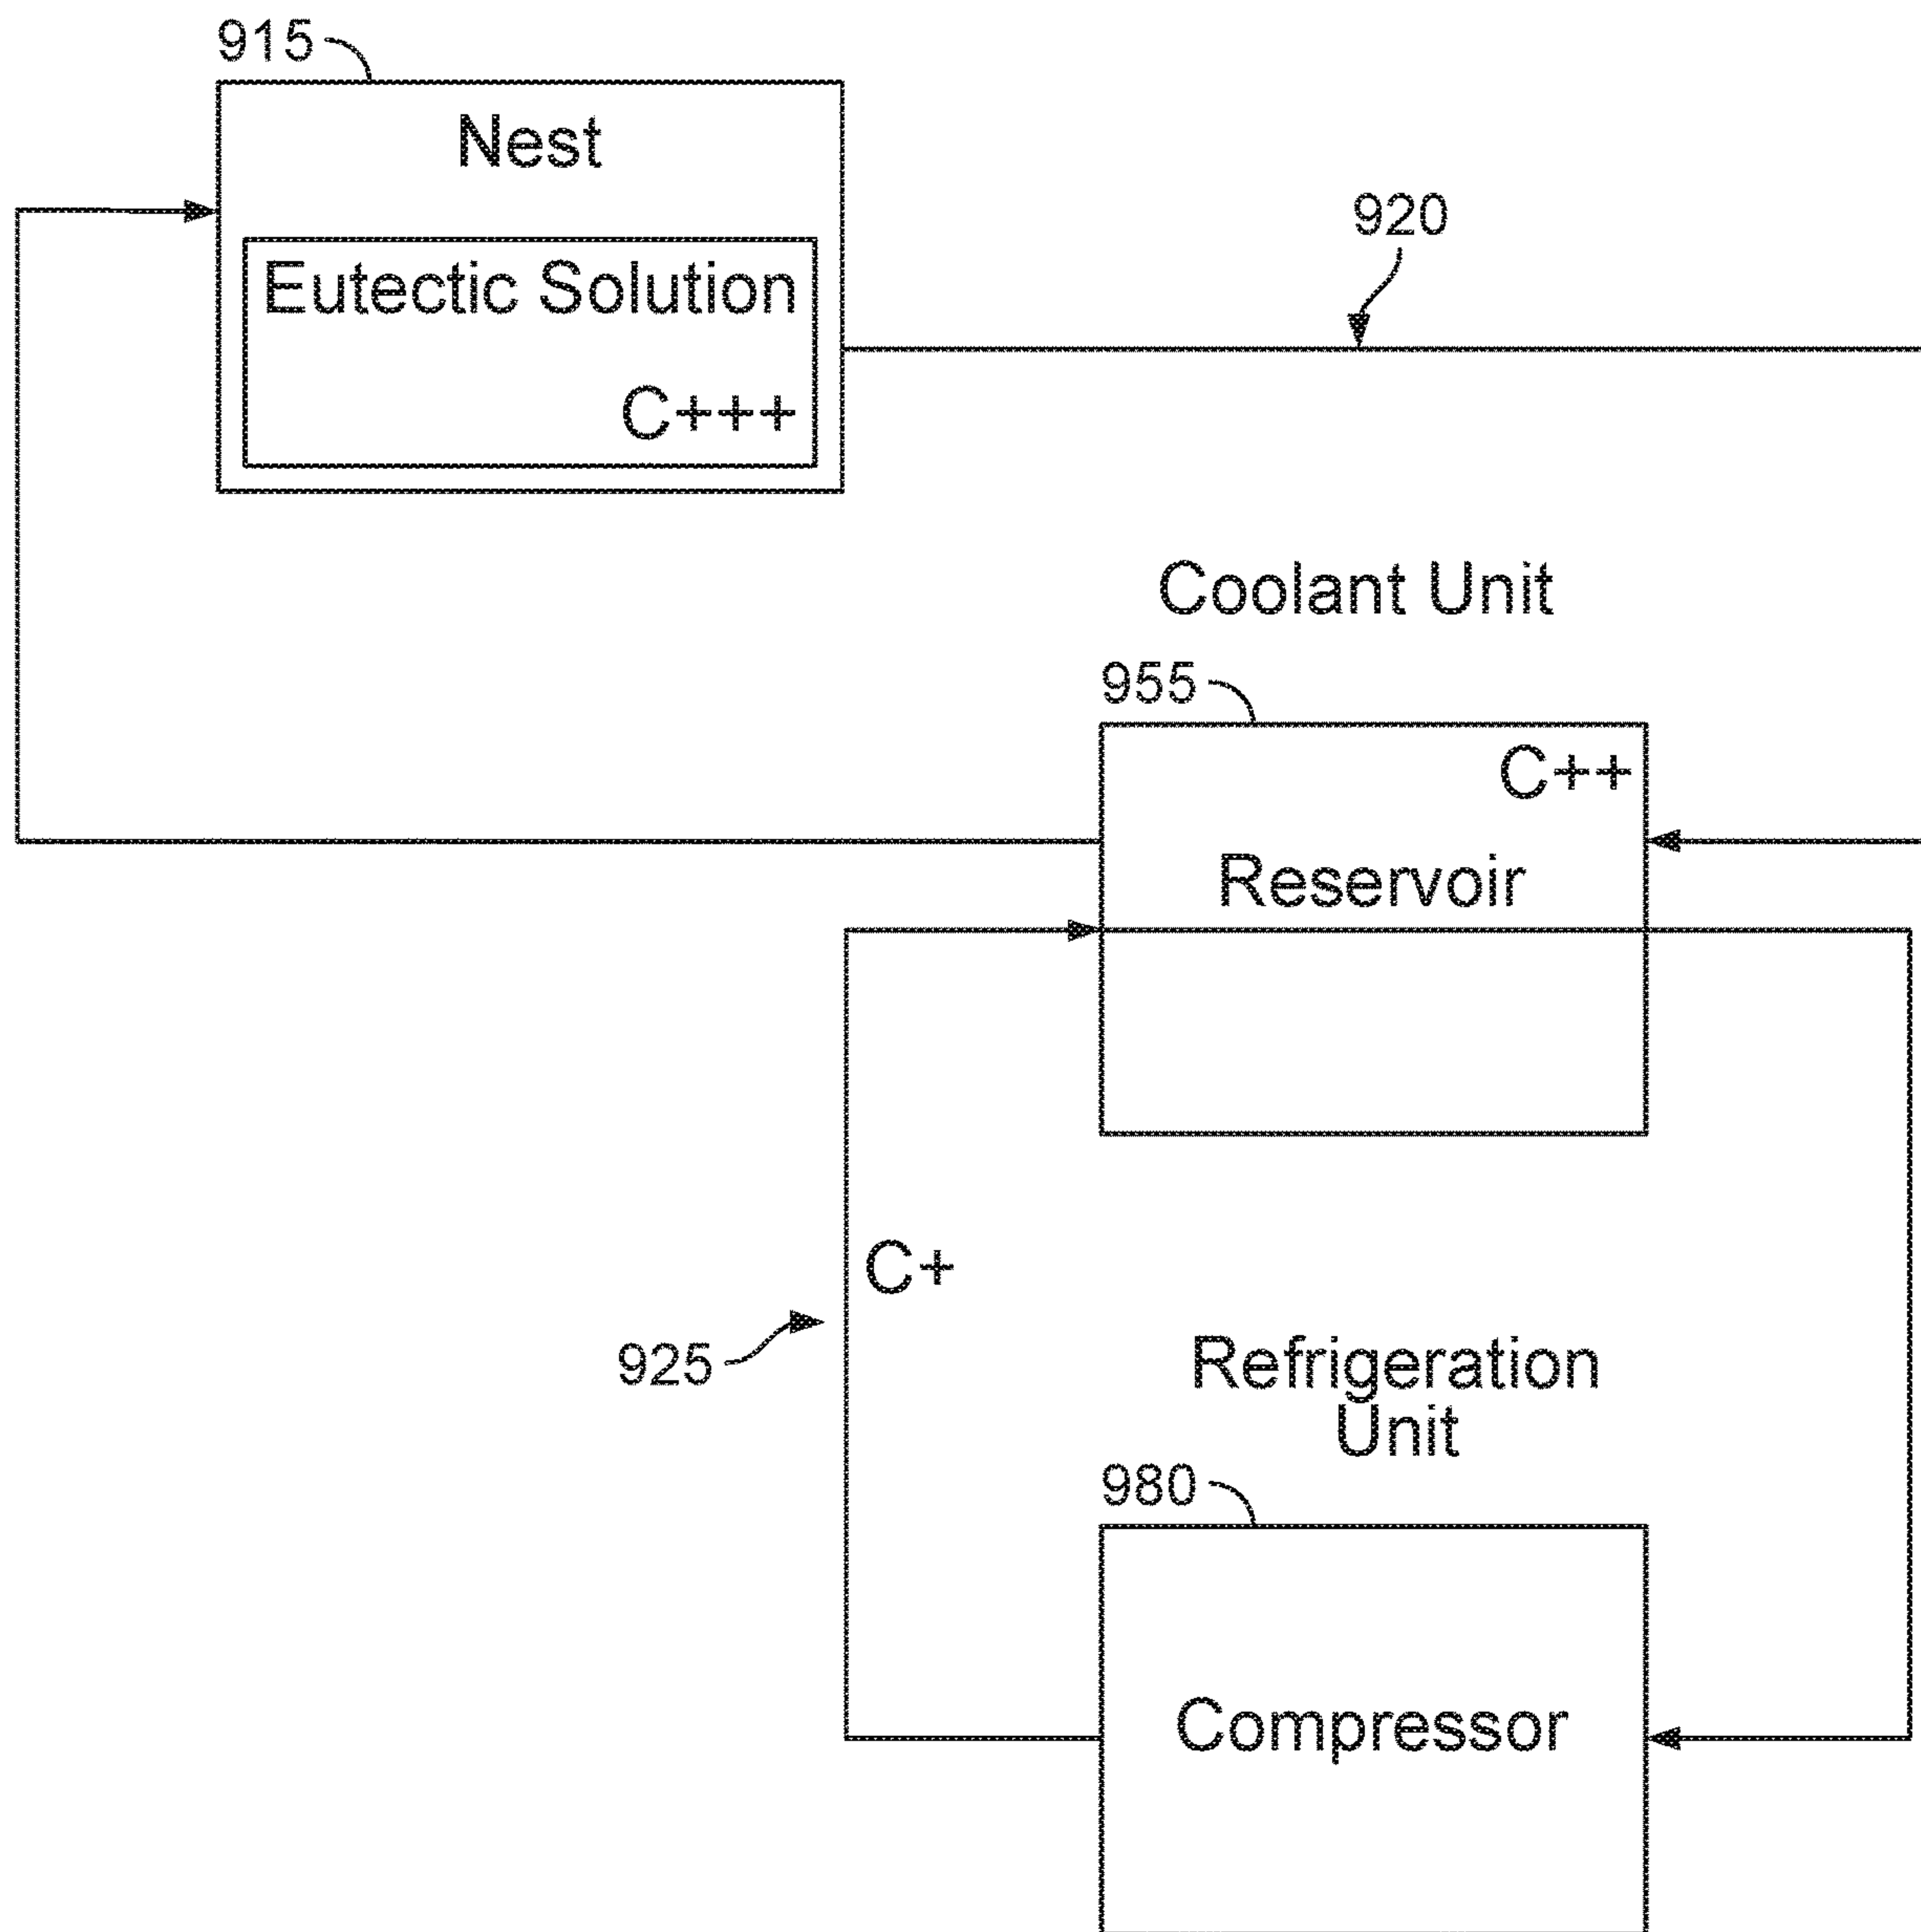 915
Nest
920
Eutectic Solution
C+++
Coolant Unit
955
C++
Reservoir
C+
925
Refrigeration
Unit
980
Compressor